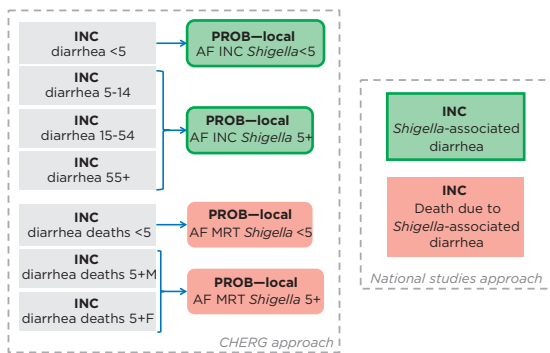 INC
diarrhea <5
PROB—local
AF INC Shigella<5
INC
diarrhea 5-14
INC
diarrhea 15-54
INC
diarrhea 55+
PROB—local
AF INC Shigella 5+
INC
diarrhea deaths <5
PROB—local
AF MRT Shigella <5
INC
diarrhea deaths 5+M
INC
diarrhea deaths 5+F
PROB—local
AF MRT Shigella 5+
CHERG approach
INC
Shigella-associated
diarrhea
INC
Death due to
Shigella-associated
diarrhea
National studies approach